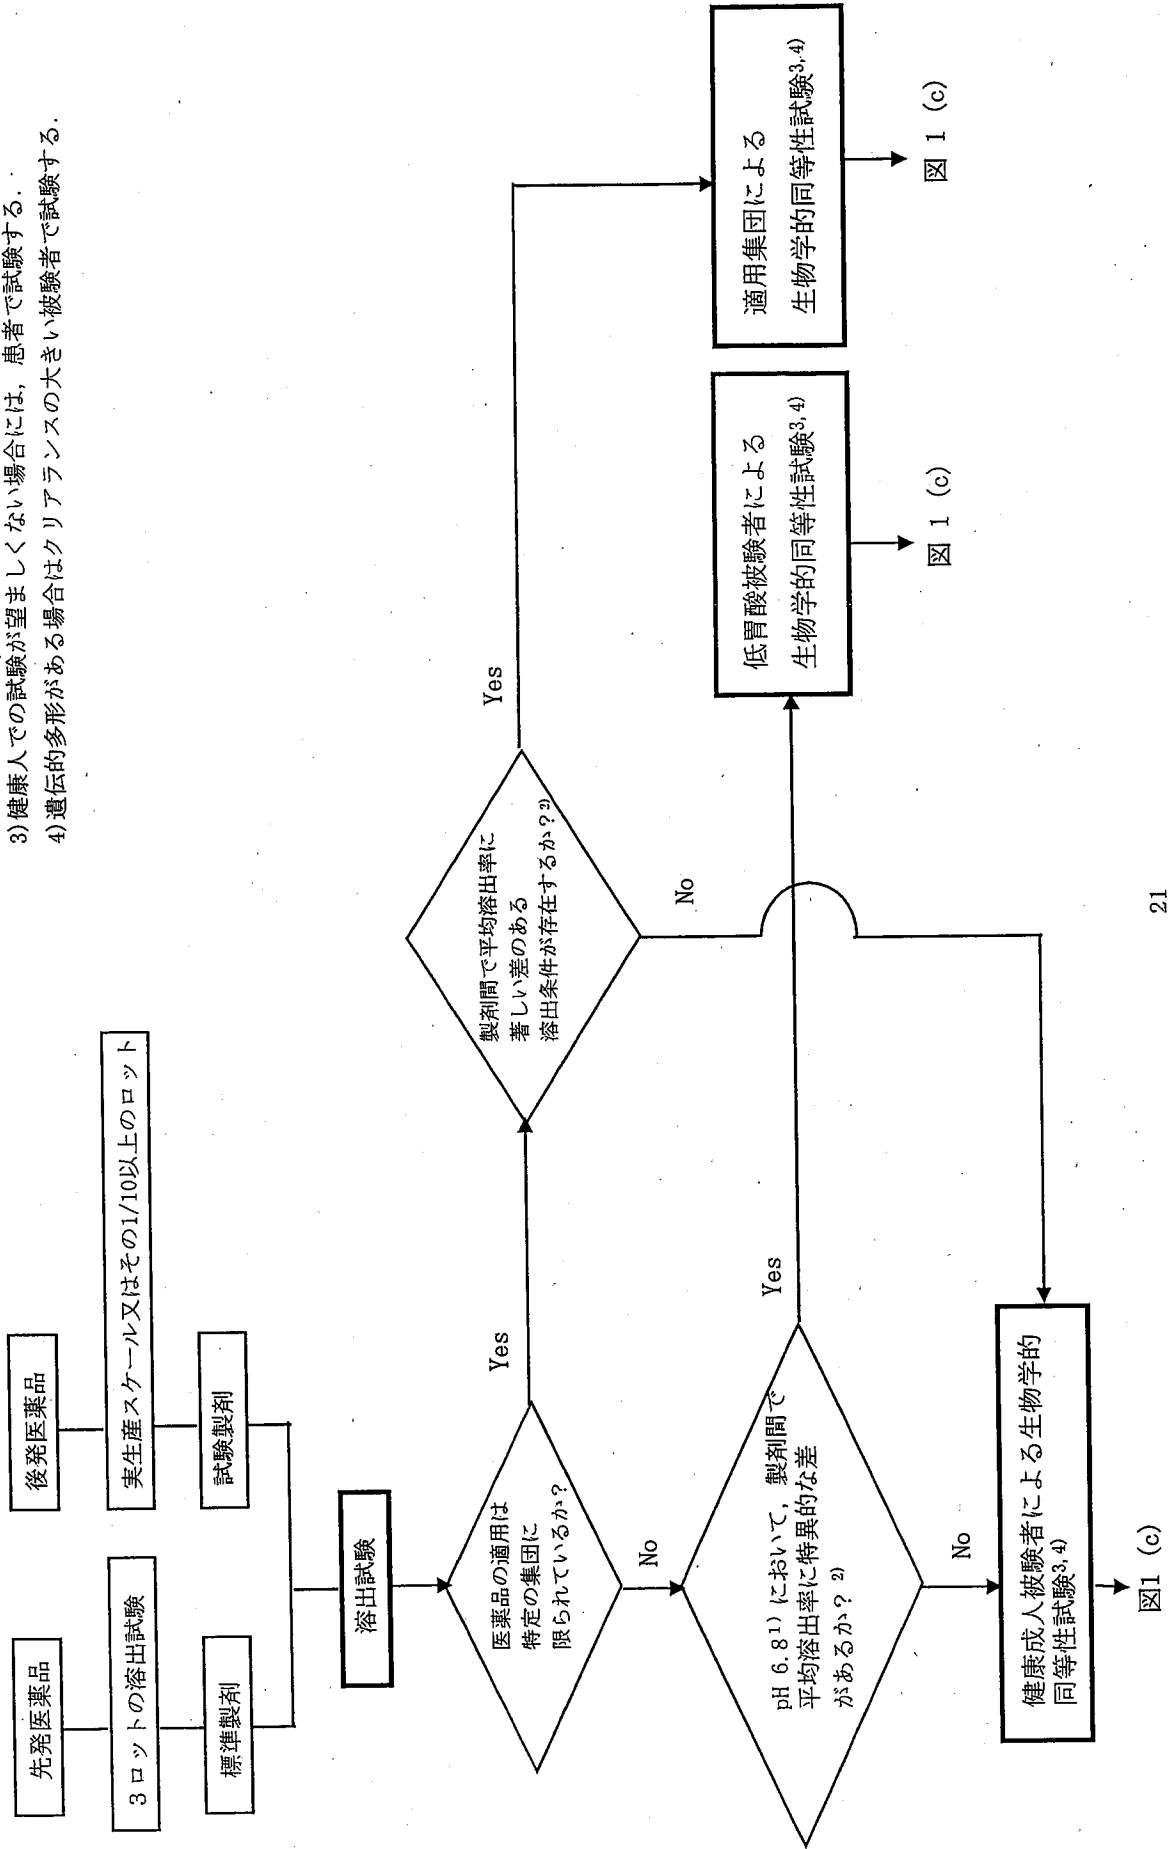 3)健康人での試験が望ましくない場合には，患者で試験する．
4)遺伝的多形がある場合はクリアランスの大きい被験者で試験する．
先発医薬品
後発医薬品
3ロットの溶出試験
実生産スケール又はその1/10以上のロット
標準製剤
試験製剤
溶出試験
医薬品の適用は
特定の集団に
限られているか？
Yes
製剤間で平均溶出率に
著しい差のある
溶出条件が存在するか？2)
Yes
No
No
pH 6.81)において，製剤間で
平均溶出率に特異的な差
があるか？2)
Yes
No
健康成人被験者による生物学的
同等性試験3,4)
図1 (c)
低胃酸被験者による
生物学的同等性試験3,4)
図 1 (c)
適用集団による
生物学的同等性試験3,4)
図 1 (c)
21